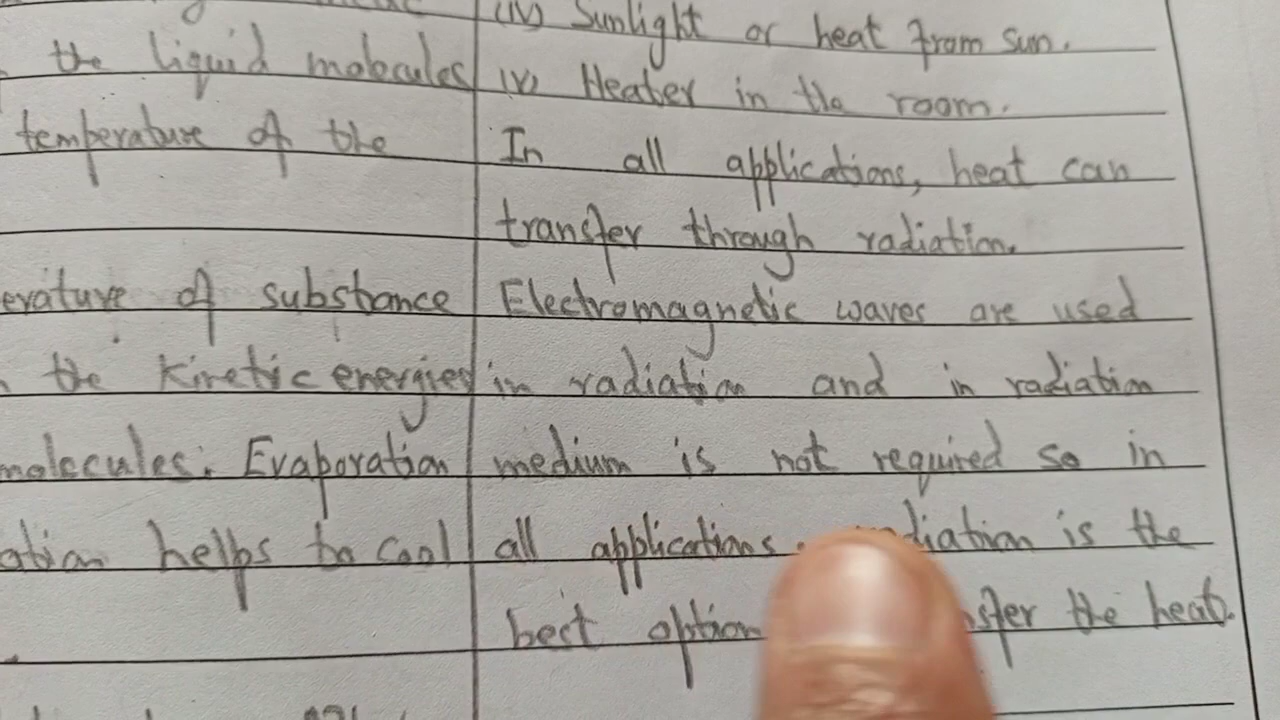 the liquid molecules
temperature of the
of substance
the Kinetic energies
molecules. Evaporation
helps to cool
(iv) Sunlight or heat from sun.
(v) Heater in the room.
In all applications, heat can
transfer through radiation.
Electromagnetic waves are used
in radiation and in radiation
medium is not required so in
all applications is the
best option the heat.